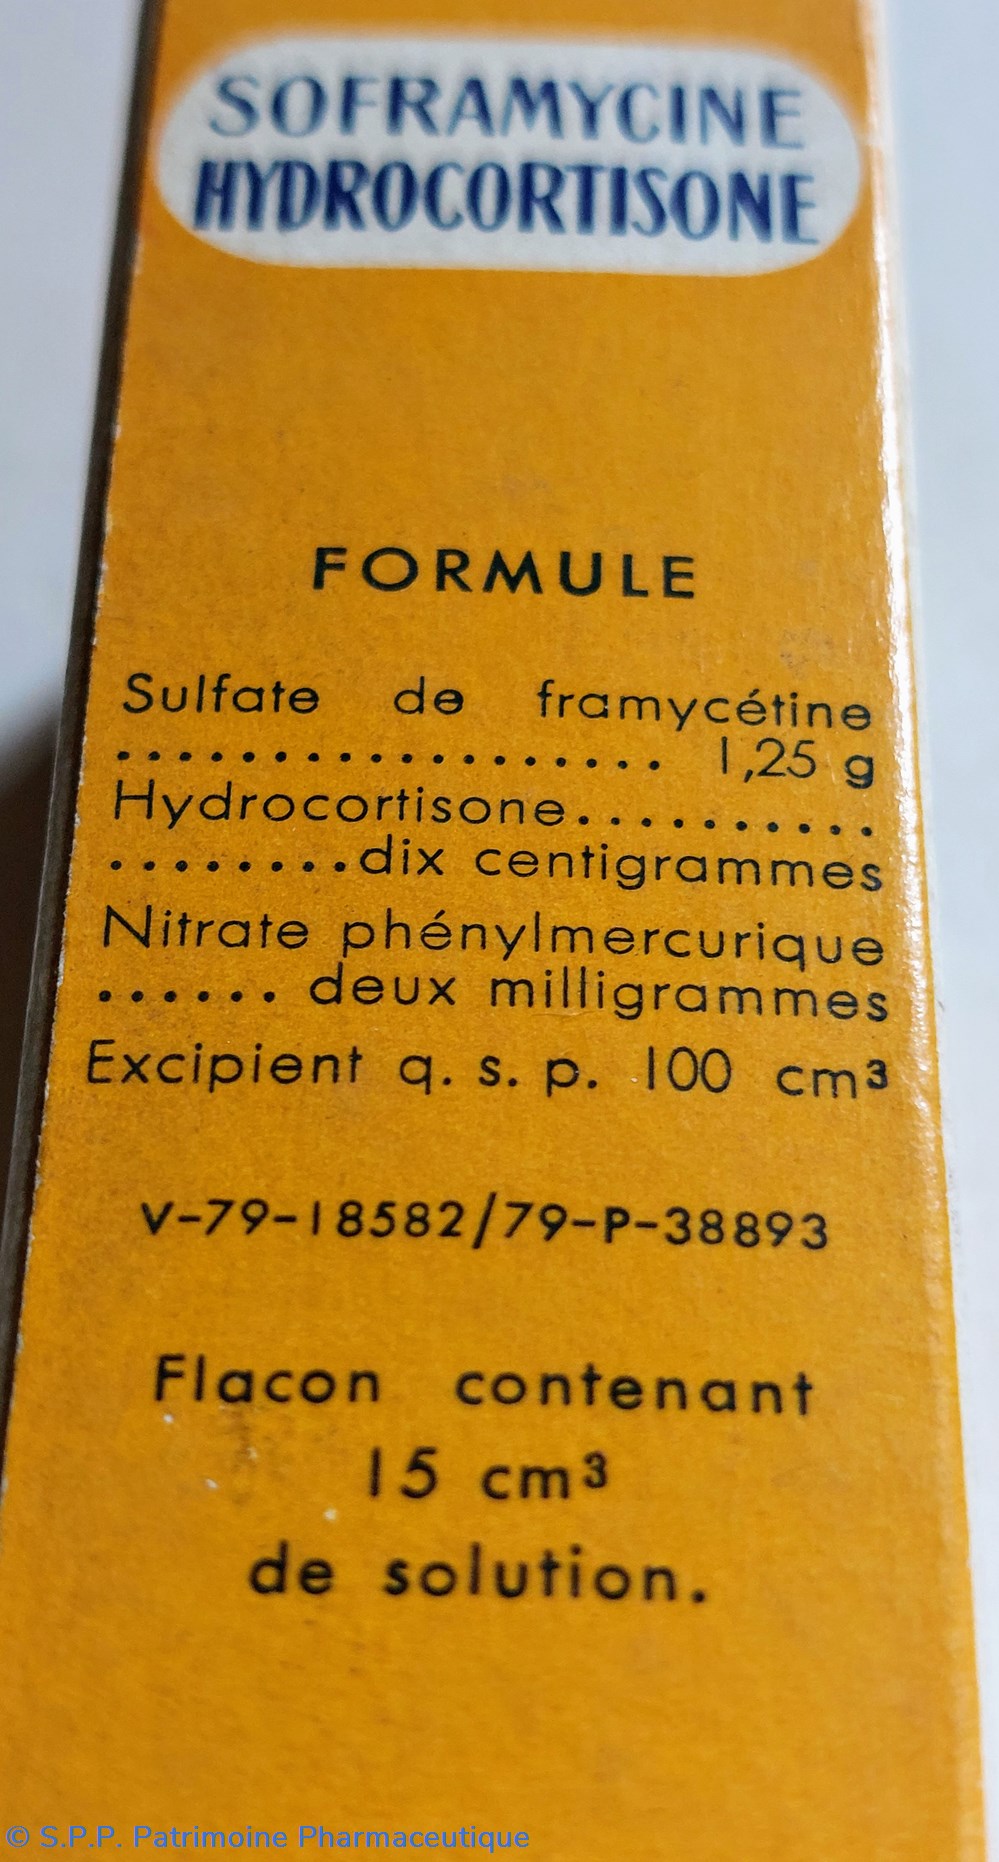 SOFRAMYCINE
HYDROCORTISONE
FORMULE
Sulfate de framycétine
.................. 1,25 g
Hydrocortisone..........
........dix centigrammes
Nitrate phénylmercurique
...... deux milligrammes
Excipient q. s. p. 100 cm³
V-79-18582/79-P-38893
Flacon contenant
15 cm³
de solution.
© S.P.P. Patrimoine Pharmaceutique